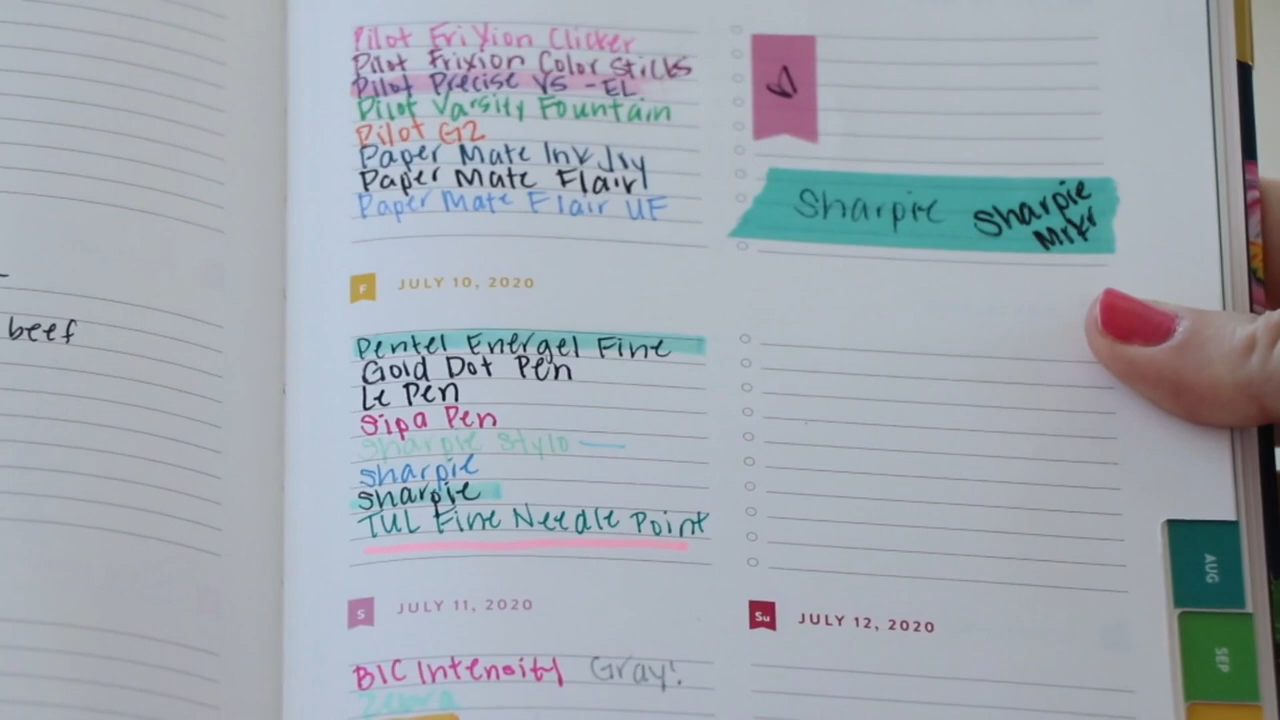 Pilot FriXion Clicker
Pilot Frixion Color Sticks
Pilot Precise V5 -EL
Pilot Varsity Fountain
Pilot G2
Paper Mate InkJoy
Paper Mate Flair
Paper Mate Flair UF
Sharpie Sharpie
Mrkr
beef
F JULY 10, 2020
Pentel Energel Fine
Gold Dot Pen
Le Pen
Sipa Pen
Sharpie Stylo
sharpie
sharpie
TUL Fine Needle Point
AUG
SEP
S JULY 11, 2020
Su JULY 12, 2020
BIC Intensity Gray!
Zebra